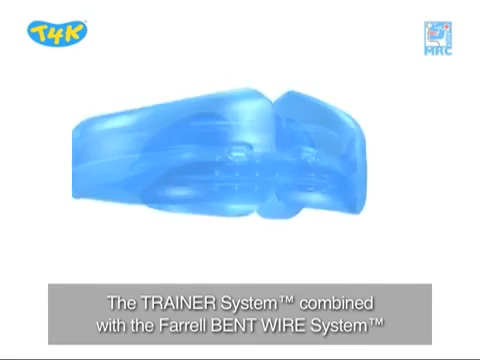 T4K
MRC
The TRAINER System™ combined
with the Farrell BENT WIRE System™